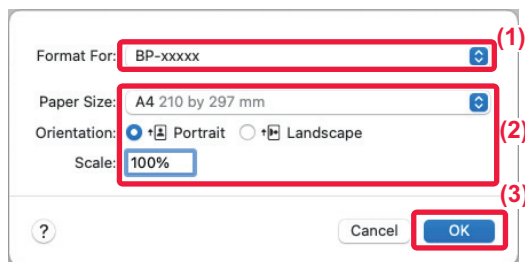 (1)
Format For: BP-xxxxx
Paper Size: A4 210 by 297 mm
Orientation: Portrait Landscape (2)
Scale: 100%
(3)
? Cancel OK